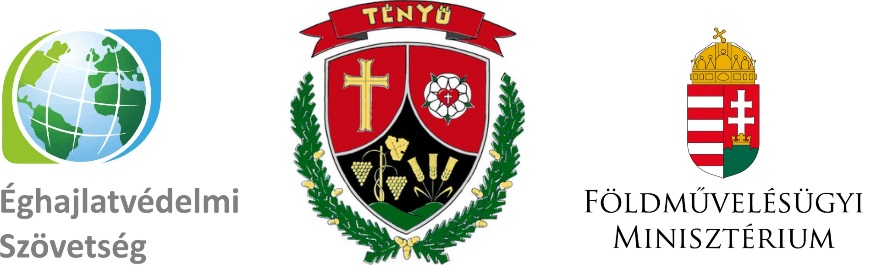 Éghajlatvédelmi
Szövetség
TÉNYŐ
FÖLDMŰVELÉSÜGYI
MINISZTÉRIUM